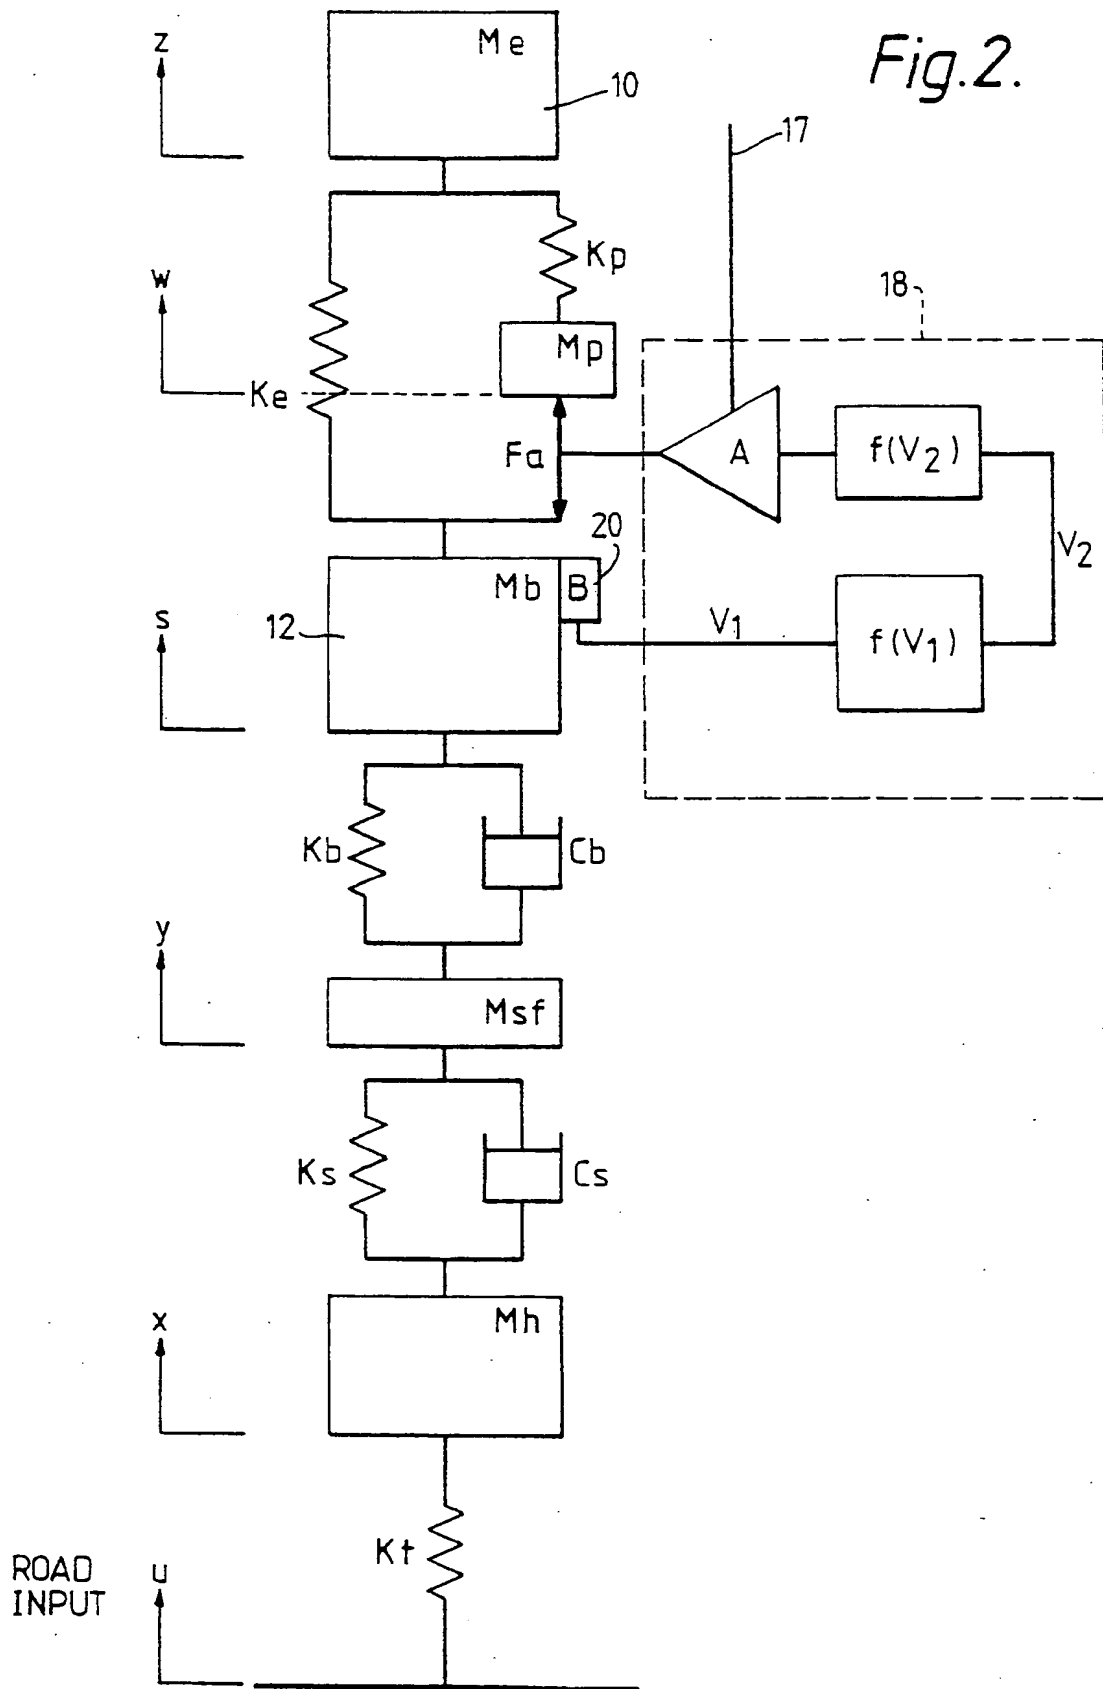 Fig.2.
z
Me
10
17
w
Kp
18
Mp
Ke
Fa
A
f(V2)
20
V2
s
Mb
B
12
V1
f(V1)
Kb
Cb
y
Msf
Ks
Cs
x
Mh
Kt
ROAD
INPUT
u